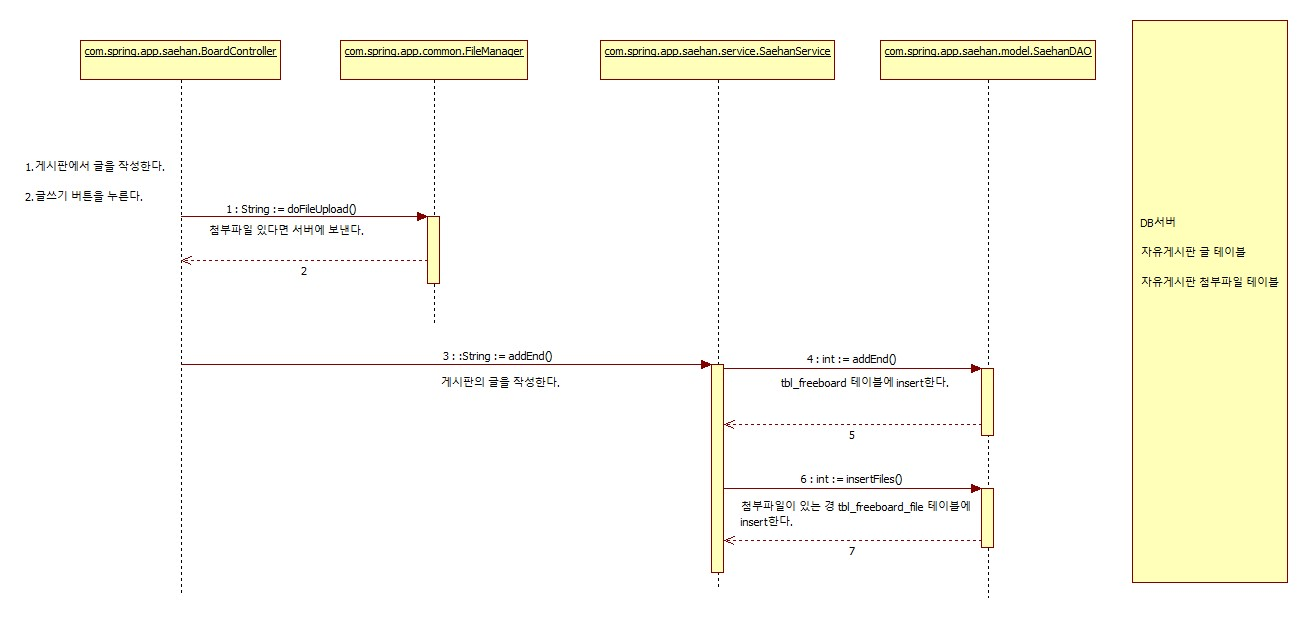 com.spring.app.saehan.BoardController
com.spring.app.common.FileManager
com.spring.app.saehan.service.SaehanService
com.spring.app.saehan.model.SaehanDAO
1.게시판에서 글을 작성한다.
2.글쓰기 버튼을 누른다.
1 : String := doFileUpload()
첨부파일 있다면 서버에 보낸다.
2
DB서버
자유게시판 글 테이블
자유게시판 첨부파일 테이블
3 : :String := addEnd()
게시판의 글을 작성한다.
4 : int := addEnd()
tbl_freeboard 테이블에 insert한다.
5
6 : int := insertFiles()
첨부파일이 있는 경 tbl_freeboard_file 테이블에
insert한다.
7